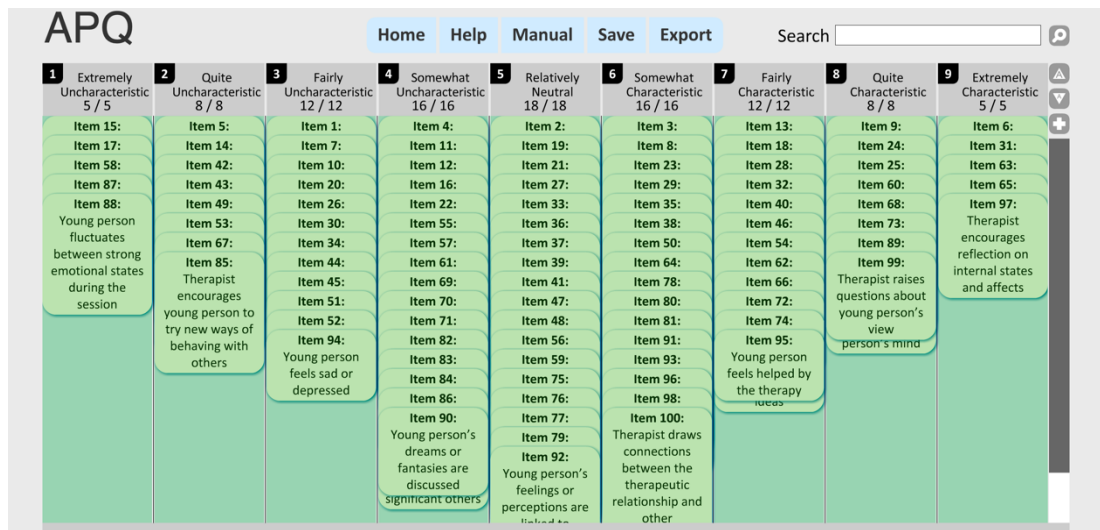 APQ
Home Help Manual Save Export Search
1 Extremely Uncharacteristic 5 / 5
2 Quite Uncharacteristic 8 / 8
3 Fairly Uncharacteristic 12 / 12
4 Somewhat Uncharacteristic 16 / 16
5 Relatively Neutral 18 / 18
6 Somewhat Characteristic 16 / 16
7 Fairly Characteristic 12 / 12
8 Quite Characteristic 8 / 8
9 Extremely Characteristic 5 / 5
Item 15:
Item 17:
Item 58:
Item 87:
Item 88:
Young person
fluctuates
between strong
emotional states
during the
session
Item 5:
Item 14:
Item 42:
Item 43:
Item 49:
Item 53:
Item 67:
Item 85:
Therapist
encourages
young person to
try new ways of
behaving with
others
Item 1:
Item 7:
Item 10:
Item 20:
Item 26:
Item 30:
Item 34:
Item 44:
Item 45:
Item 51:
Item 52:
Item 94:
Young person
feels sad or
depressed
Item 4:
Item 11:
Item 12:
Item 16:
Item 22:
Item 55:
Item 57:
Item 61:
Item 69:
Item 70:
Item 71:
Item 82:
Item 83:
Item 84:
Item 86:
Item 90:
Young person's
dreams or
fantasies are
discussed
significant others
Item 2:
Item 19:
Item 21:
Item 27:
Item 33:
Item 36:
Item 37:
Item 39:
Item 41:
Item 47:
Item 48:
Item 56:
Item 59:
Item 75:
Item 76:
Item 77:
Item 79:
Item 92:
Young person's
feelings or
perceptions are
linked to
Item 3:
Item 8:
Item 23:
Item 29:
Item 35:
Item 38:
Item 50:
Item 64:
Item 78:
Item 80:
Item 81:
Item 91:
Item 93:
Item 96:
Item 98:
Item 100:
Therapist draws
connections
between the
therapeutic
relationship and
other
Item 13:
Item 18:
Item 28:
Item 32:
Item 40:
Item 46:
Item 54:
Item 62:
Item 66:
Item 72:
Item 74:
Item 95:
Young person
feels helped by
the therapy
ideas
Item 9:
Item 24:
Item 25:
Item 60:
Item 68:
Item 73:
Item 89:
Item 99:
Therapist raises
questions about
young person's
view
person's mind
Item 6:
Item 31:
Item 63:
Item 65:
Item 97:
Therapist
encourages
reflection on
internal states
and affects